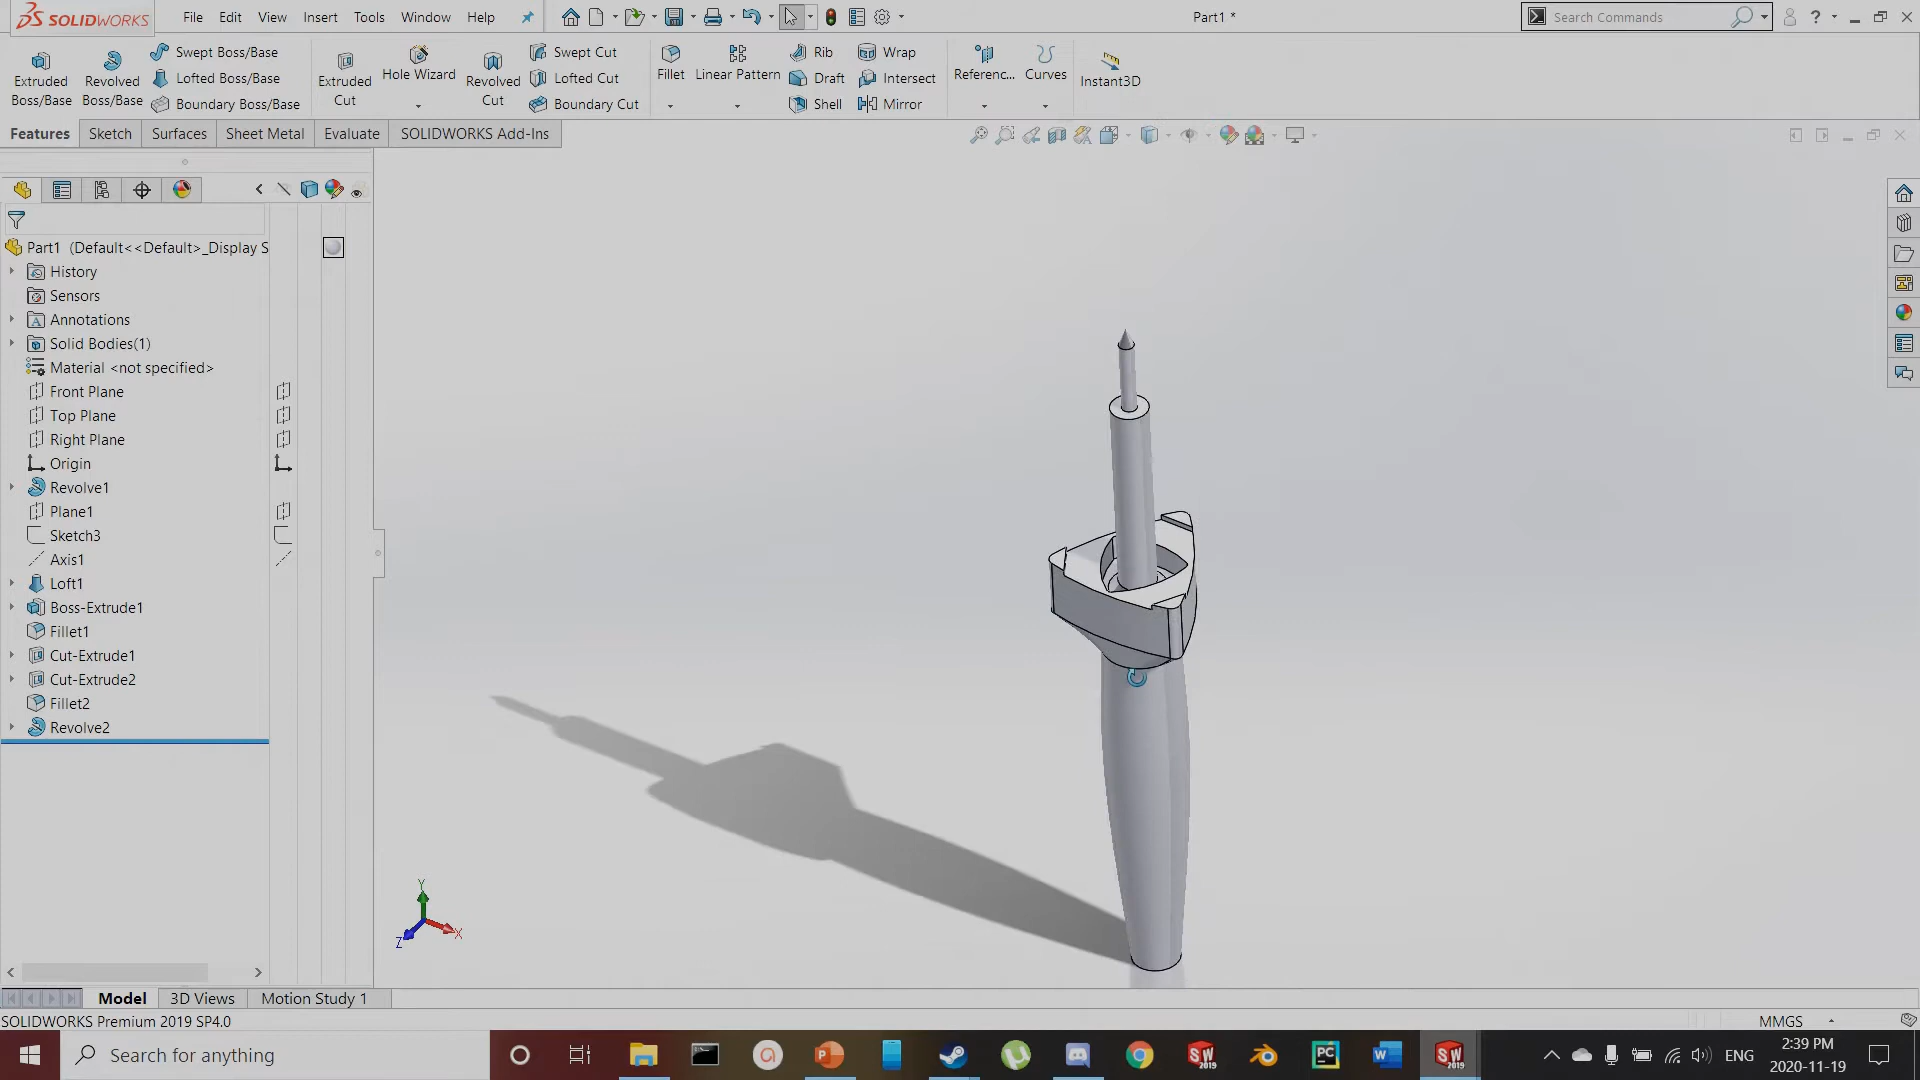 SOLIDWORKS File Edit View Insert Tools Window Help Part1 * Search Commands
Extruded Boss/Base
Revolved Boss/Base
Swept Boss/Base
Lofted Boss/Base
Boundary Boss/Base
Extruded Cut
Hole Wizard
Revolved Cut
Swept Cut
Lofted Cut
Boundary Cut
Fillet
Linear Pattern
Rib
Draft
Shell
Wrap
Intersect
Mirror
Referenc...
Curves
Instant3D
Features Sketch Surfaces Sheet Metal Evaluate SOLIDWORKS Add-Ins
Part1 (Default<<Default>_Display S
History
Sensors
Annotations
Solid Bodies(1)
Material <not specified>
Front Plane
Top Plane
Right Plane
Origin
Revolve1
Plane1
Sketch3
Axis1
Loft1
Boss-Extrude1
Fillet1
Cut-Extrude1
Cut-Extrude2
Fillet2
Revolve2
Y
X
Z
Model 3D Views Motion Study 1
SOLIDWORKS Premium 2019 SP4.0 MMGS
Search for anything
ENG
2:39 PM
2020-11-19